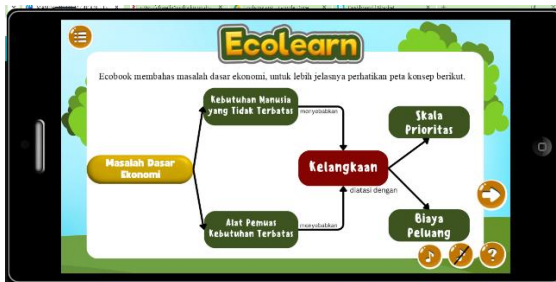 Ecolearn
Ecobook membahas masalah dasar ekonomi, untuk lebih jelasnya perhatikan peta konsep berikut.
Masalah Dasar
Ekonomi
Kebutuhan Manusia
yang Tidak Terbatas
menyebabkan
Alat Pemuas
Kebutuhan Terbatas
menyebabkan
Kelangkaan
diatasi dengan
Skala
Prioritas
Biaya
Peluang
?